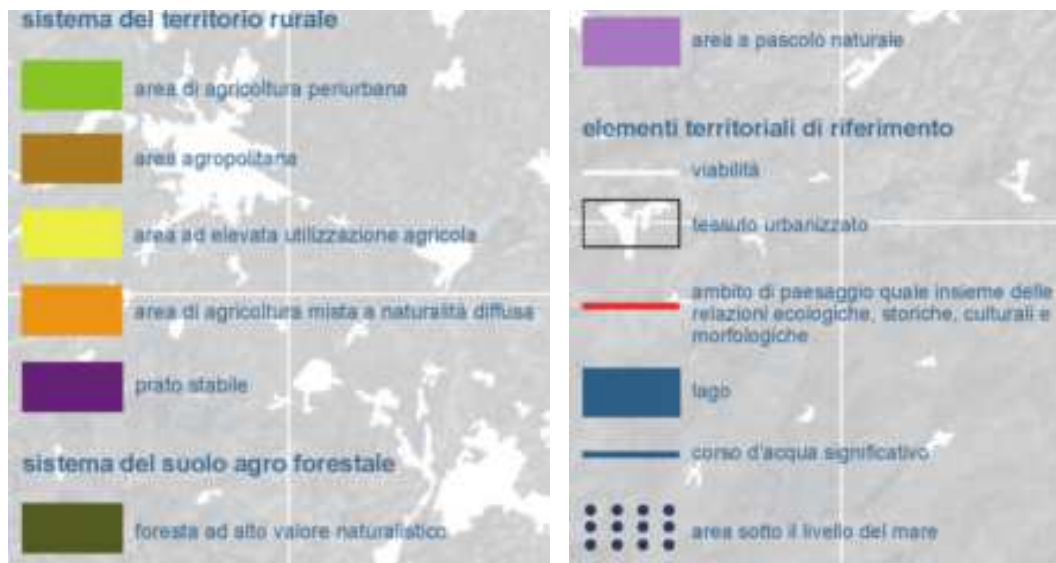 sistema del territorio rurale
area di agricoltura periurbana
area agropolitana
area ad elevata utilizzazione agricola
area di agricoltura mista a naturalità diffusa
prato stabile
sistema del suolo agro forestale
foresta ad alto valore naturalistico
area a pascolo naturale
elementi territoriali di riferimento
viabilità
tessuto urbanizzato
ambito di paesaggio quale insieme delle
relazioni ecologiche, storiche, culturali e
morfologiche
lago
corso d'acqua significativo
area sotto il livello del mare